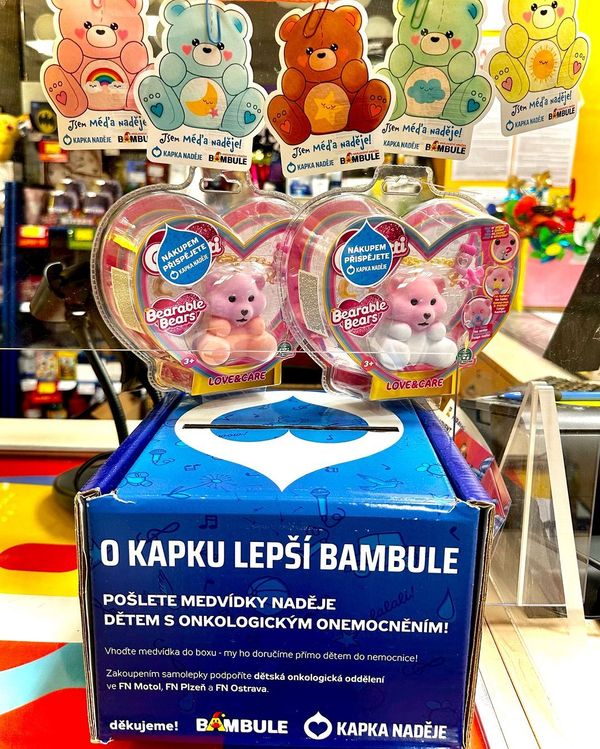 Jsem Méďa naděje!
KAPKA NADĚJE BAMBULE
Jsem Méďa naděje!
KAPKA NADĚJE BAMBULE
Jsem Méďa naděje!
KAPKA NADĚJE BAMBULE
Jsem Méďa naděje!
KAPKA NADĚJE BAMBULE
Jsem Méďa naděje!
KAPKA NADĚJE BAMBULE
NÁKUPEM
PŘISPĚJETE
KAPKA NADĚJE
Bearable
Bears
3+
LOVE&CARE
NÁKUPEM
PŘISPĚJETE
KAPKA NADĚJE
Bearable
Bears
3+
LOVE&CARE
O KAPKU LEPŠÍ BAMBULE
POŠLETE MEDVÍDKY NADĚJE
DĚTEM S ONKOLOGICKÝM ONEMOCNĚNÍM!
lalala!
Vhoďte medvídka do boxu - my ho doručíme přímo dětem do nemocnice!
Zakoupením samolepky podpoříte dětská onkologická oddělení
ve FN Motol, FN Plzeň a FN Ostrava.
děkujeme! BAMBULE KAPKA NADĚJE